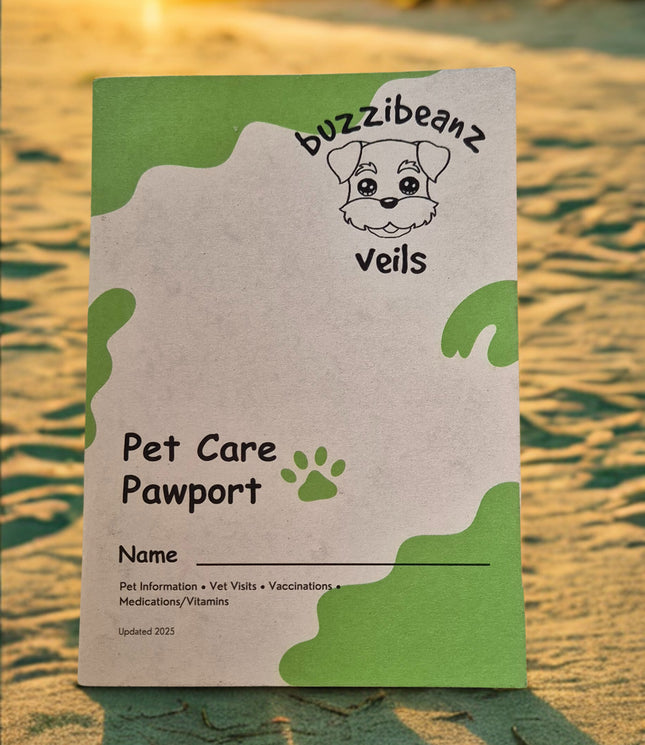 buzzibeanz
veils
Pet Care
Pawport
Name
Pet Information • Vet Visits • Vaccinations •
Medications/Vitamins
Updated 2025